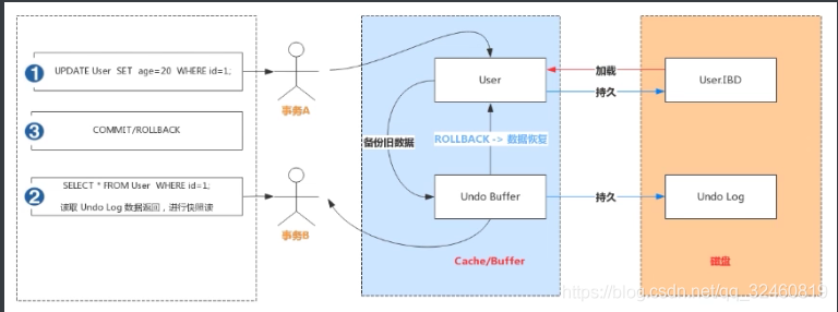 1
UPDATE User SET age=20 WHERE id=1;
事务A
3
COMMIT/ROLLBACK
2
SELECT * FROM User WHERE id=1;
读取 Undo Log 数据返回，进行快照读
事务B
User
备份旧数据
ROLLBACK -> 数据恢复
Undo Buffer
Cache/Buffer
加载
持久
持久
User.IBD
Undo Log
磁盘
https://blog.csdn.net/qq_32460819